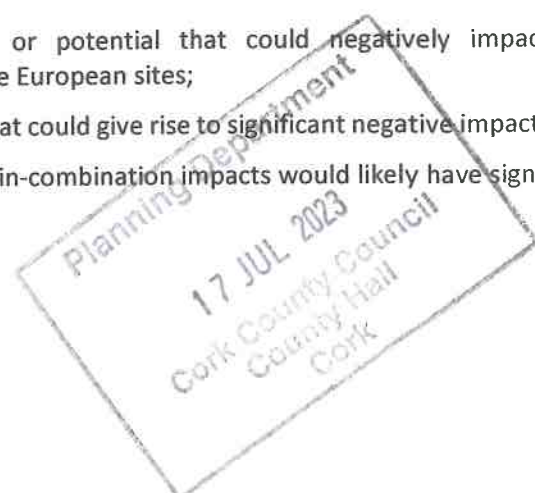 or potential that could negatively impac
e European sites;
at could give rise to significant negative impact
in-combination impacts would likely have sign
Planning Department
17 JUL 2023
Cork County Council
County Hall
Cork